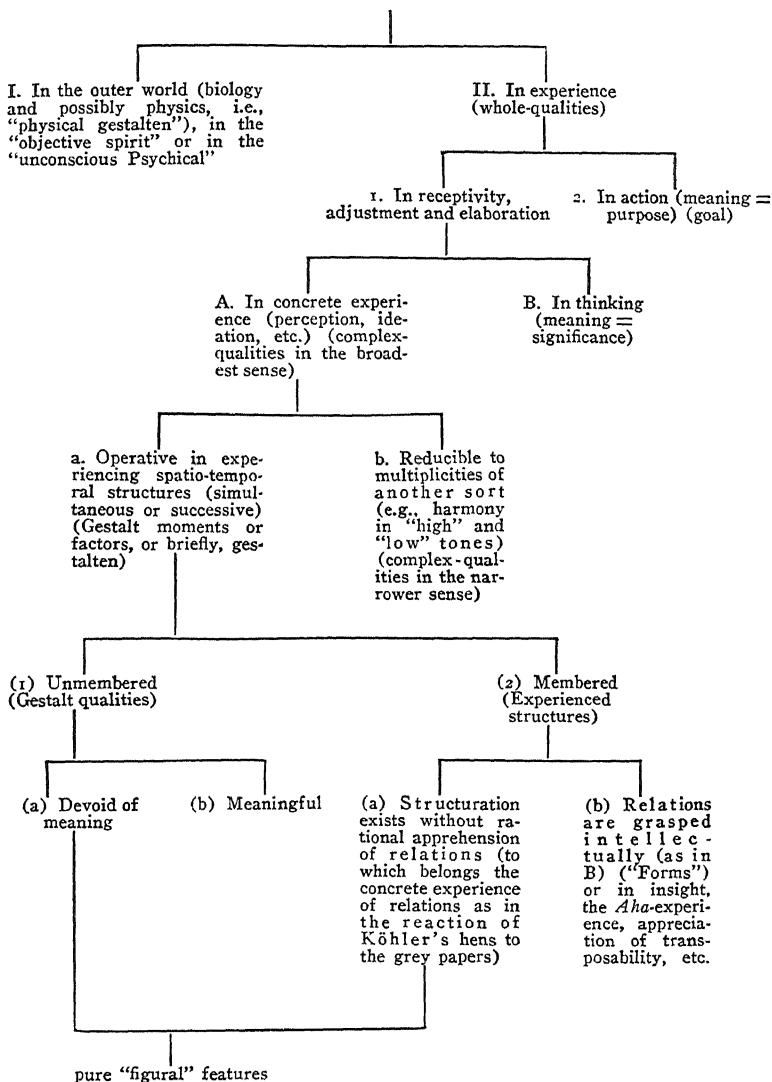 I. In the outer world (biology
and possibly physics, i.e.,
"physical gestalten"), in the
"objective spirit" or in the
"unconscious Psychical"
II. In experience
(whole-qualities)
1. In receptivity,
adjustment and elaboration
2. In action (meaning =
purpose) (goal)
A. In concrete experi-
ence (perception, ide-
ation, etc.) (complex-
qualities in the broad-
est sense)
B. In thinking
(meaning =
significance)
a. Operative in expe-
riencing spatio-tempo-
ral structures (simul-
taneous or successive)
(Gestalt moments or
factors, or briefly, ges-
talten)
b. Reducible to
multiplicities of
another sort
(e.g., harmony
in "high" and
"low" tones)
(complex-qual-
ities in the nar-
rower sense)
(1) Unmembered
(Gestalt qualities)
(2) Membered
(Experienced
structures)
(a) Devoid of
meaning
(b) Meaningful
(a) Structuration
exists without ra-
tional apprehension
of relations (to
which belongs the
concrete experience
of relations as in
the reaction of
Köhler's hens to
the grey papers)
(b) Relations
are grasped
intellec-
tually (as in
B) ("Forms")
or in insight,
the Aha-experi-
ence, apprecia-
tion of trans-
posability, etc.
pure "figural" features